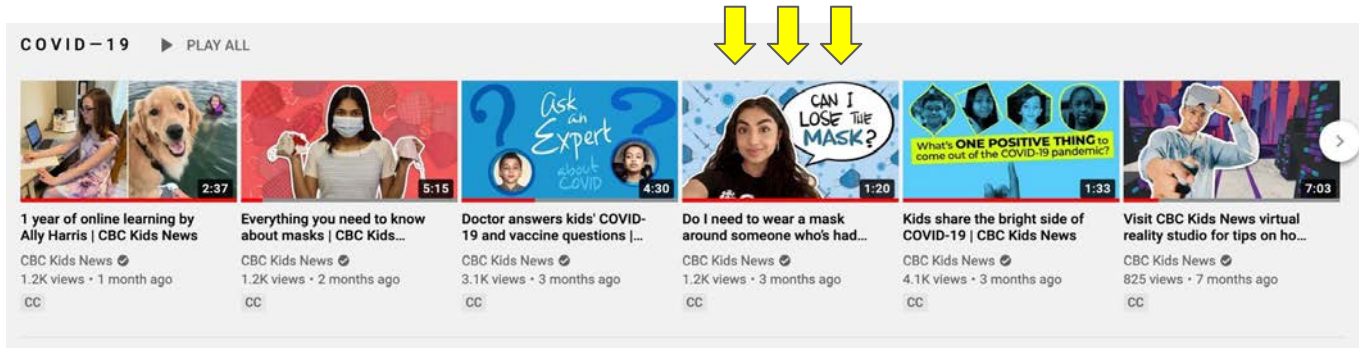 COVID-19 PLAY ALL
2:37
1 year of online learning by
Ally Harris | CBC Kids News
CBC Kids News
1.2K views • 1 month ago
CC
5:15
Everything you need to know
about masks | CBC Kids...
CBC Kids News
1.2K views • 2 months ago
CC
? Ask ?
an
Expert
about
COVID
4:30
Doctor answers kids' COVID-
19 and vaccine questions |...
CBC Kids News
3.1K views • 3 months ago
CC
CAN I
LOSE THE
MASK?
1:20
Do I need to wear a mask
around someone who's had...
CBC Kids News
1.2K views • 3 months ago
CC
What's ONE POSITIVE THING to
come out of the COVID-19 pandemic?
1:33
Kids share the bright side of
COVID-19 | CBC Kids News
CBC Kids News
4.1K views • 3 months ago
CC
7:03
Visit CBC Kids News virtual
reality studio for tips on ho...
CBC Kids News
825 views • 7 months ago
CC